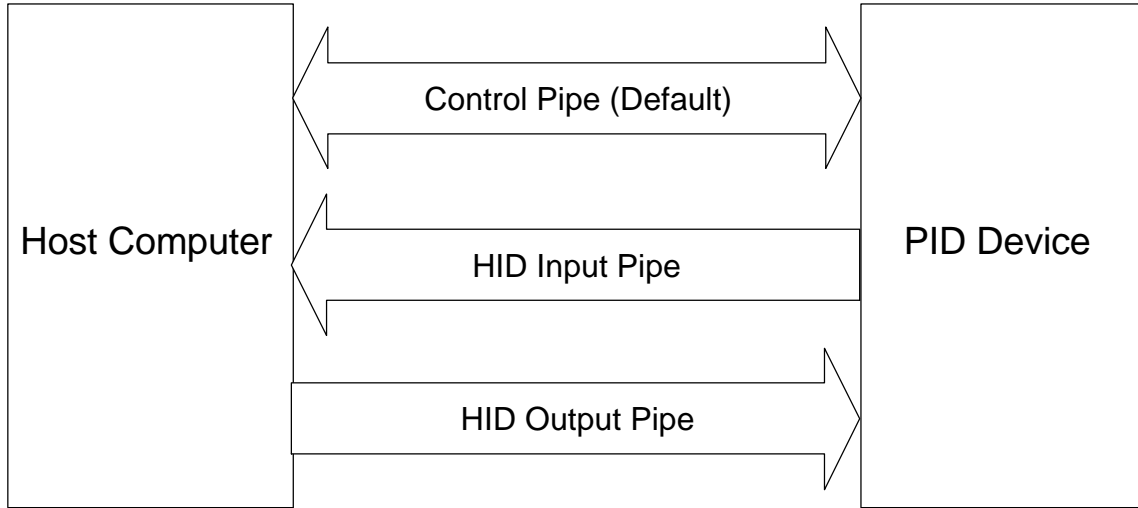 Control Pipe (Default)
Host Computer
PID Device
HID Input Pipe
HID Output Pipe